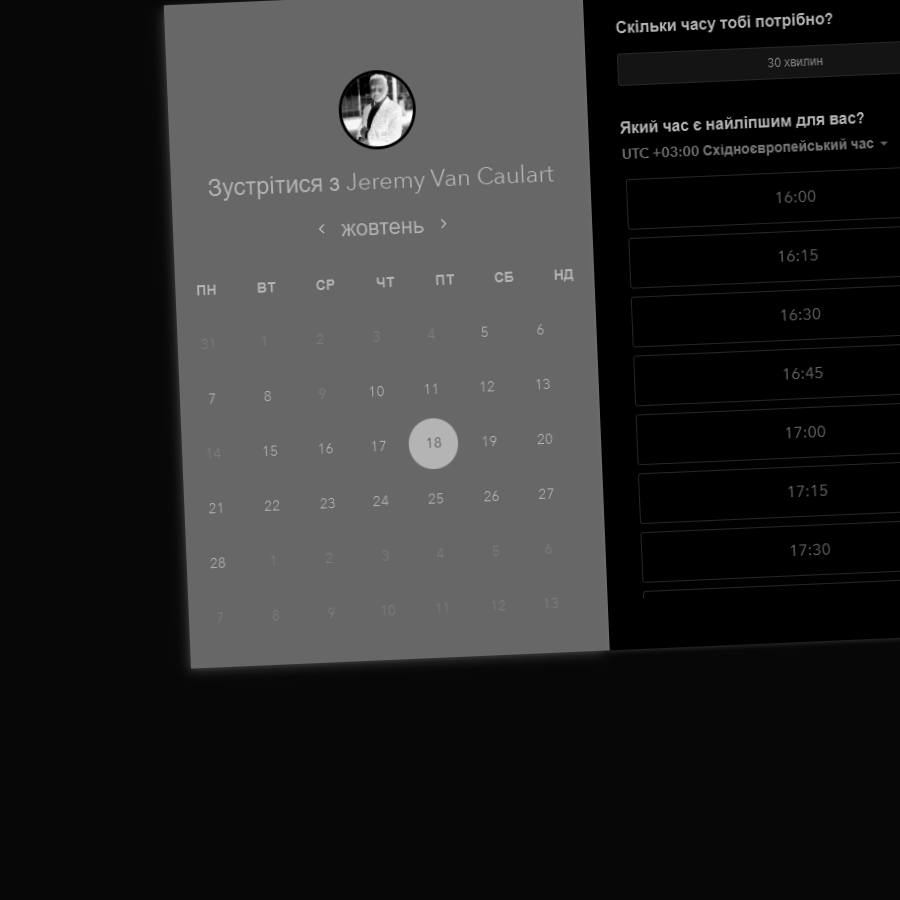 Зустрітися з Jeremy Van Caulart
жовтень
ПН ВТ СР ЧТ ПТ СБ НД
31 1 2 3 4 5 6
7 8 9 10 11 12 13
14 15 16 17 18 19 20
21 22 23 24 25 26 27
28 1 2 3 4 5 6
7 8 9 10 11 12 13
Скільки часу тобі потрібно?
30 хвилин
Який час є найліпшим для вас?
UTC +03:00 Східноєвропейський час
16:00
16:15
16:30
16:45
17:00
17:15
17:30